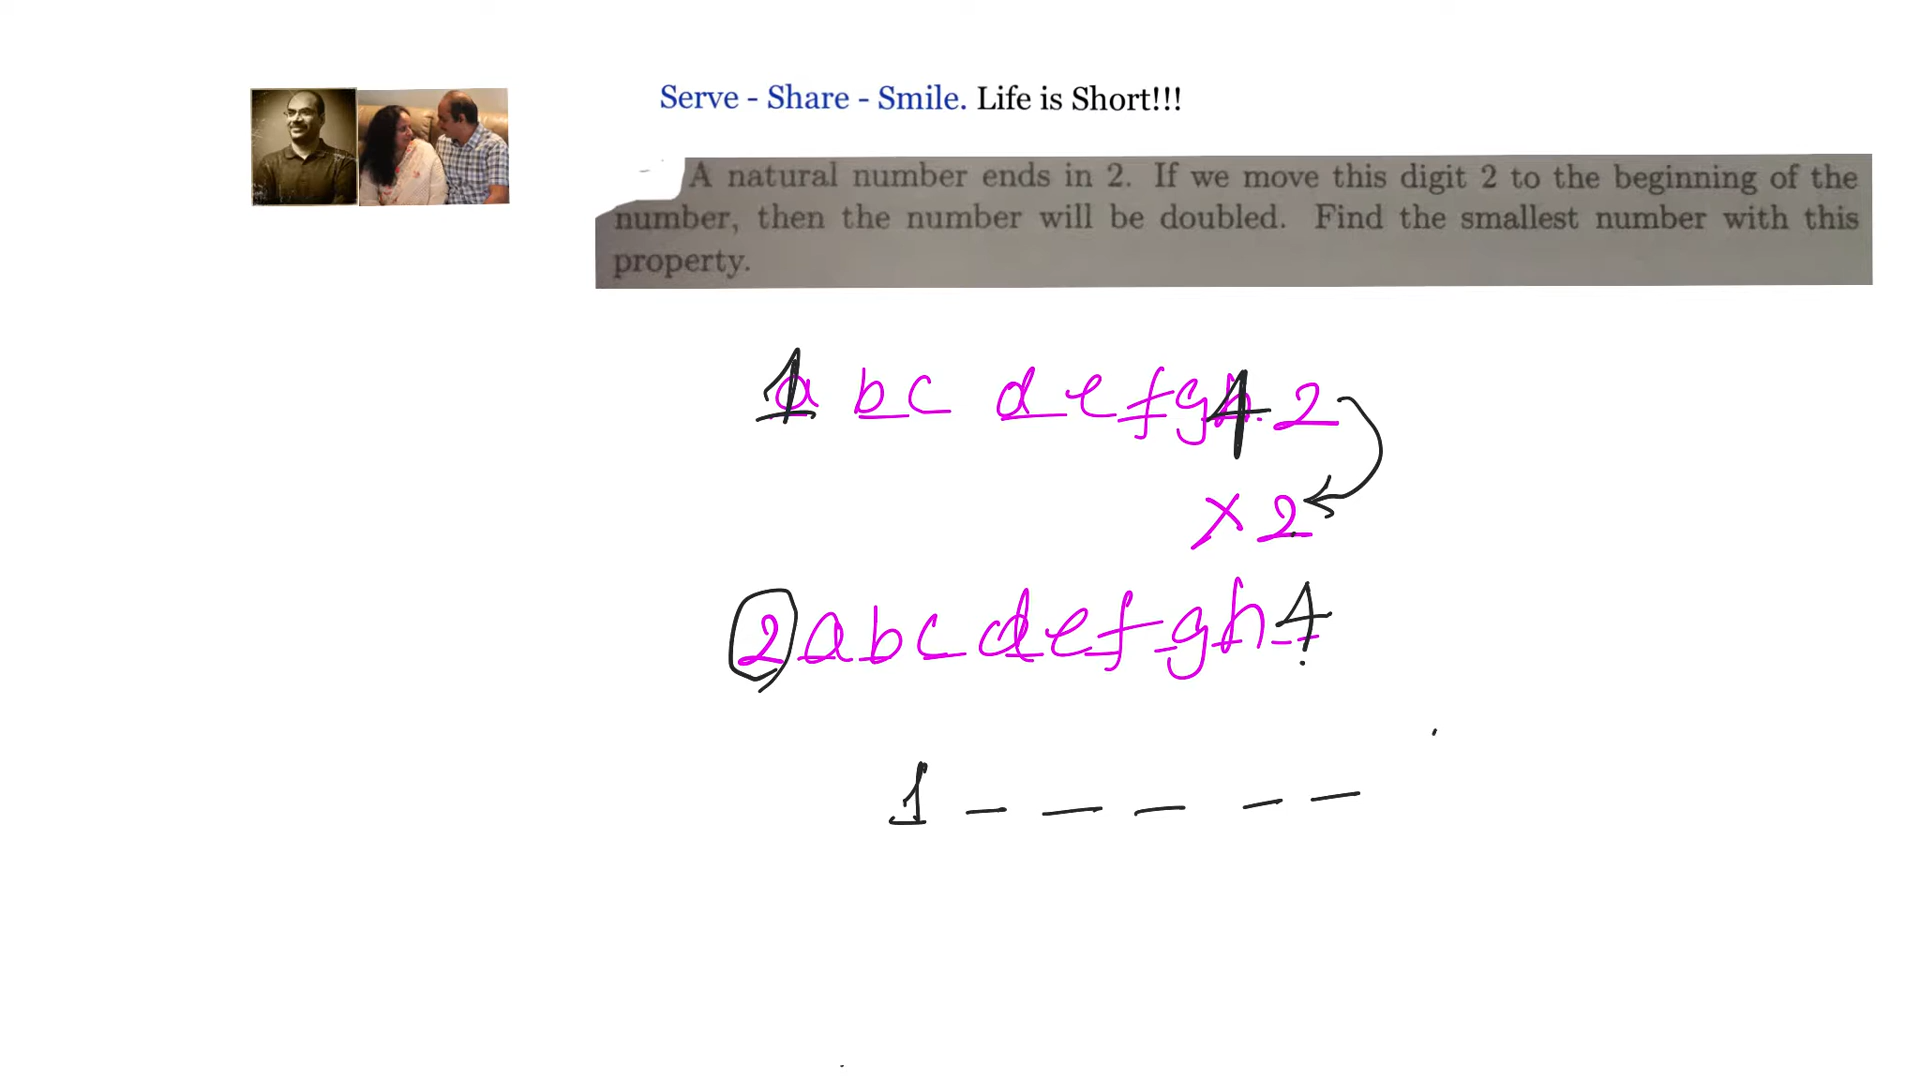 Serve - Share - Smile. Life is Short!!!
A natural number ends in 2. If we move this digit 2 to the beginning of the
number, then the number will be doubled. Find the smallest number with this
property.
1 b c d e f g 4 2
× 2
2 a b c d e f g h 4
1 _ _ _ _ _